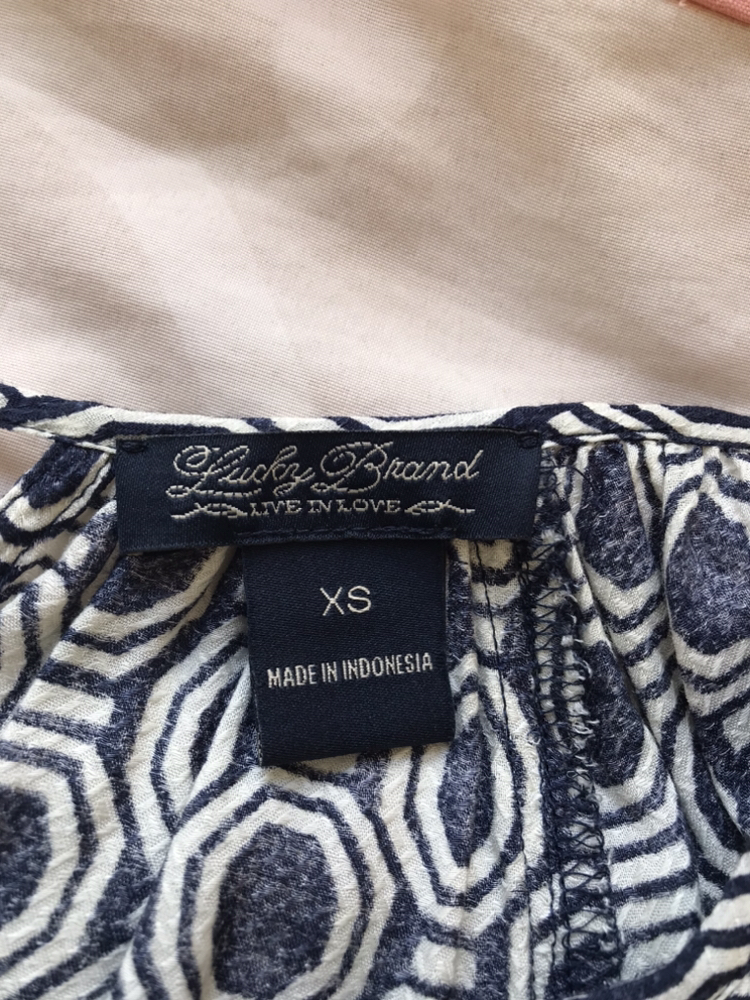 Lucky Brand
LIVE IN LOVE
XS
MADE IN INDONESIA